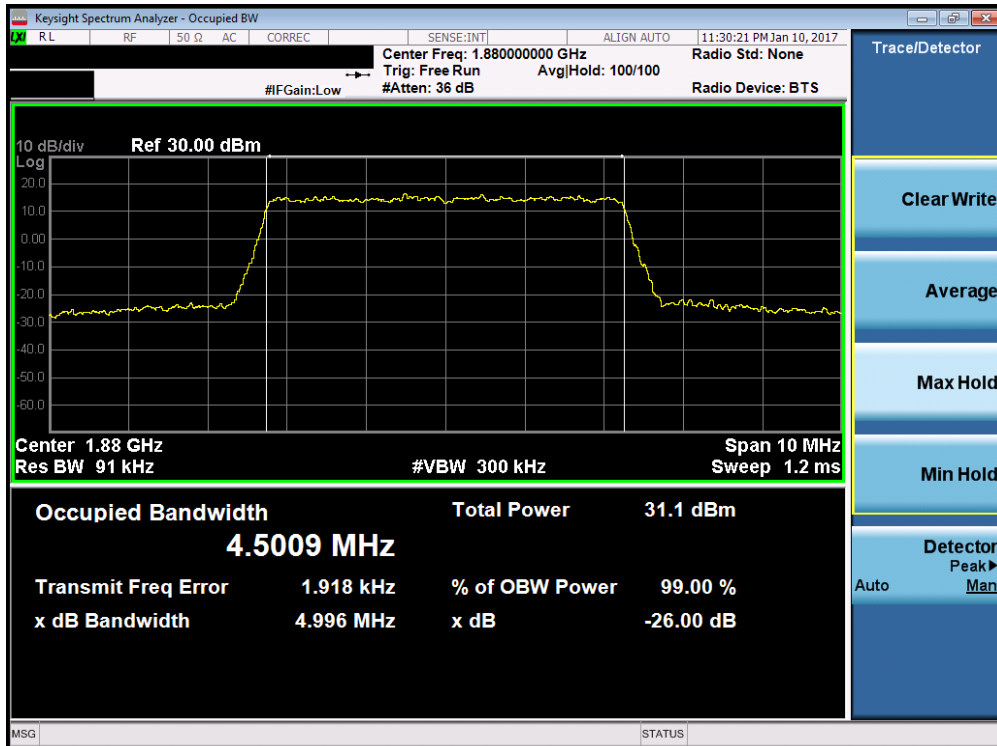 Keysight Spectrum Analyzer - Occupied BW
LXI RL RF 50 Ω AC CORREC SENSE:INT ALIGN AUTO 11:30:21 PM Jan 10, 2017
Center Freq: 1.880000000 GHz Radio Std: None
Trig: Free Run Avg|Hold: 100/100
#IFGain:Low #Atten: 36 dB Radio Device: BTS
Trace/Detector
10 dB/div Ref 30.00 dBm
Log
20.0
10.0
0.00
-10.0
-20.0
-30.0
-40.0
-50.0
-60.0
Center 1.88 GHz Span 10 MHz
Res BW 91 kHz #VBW 300 kHz Sweep 1.2 ms
Occupied Bandwidth Total Power 31.1 dBm
4.5009 MHz
Transmit Freq Error 1.918 kHz % of OBW Power 99.00 %
x dB Bandwidth 4.996 MHz x dB -26.00 dB
Clear Write
Average
Max Hold
Min Hold
Detector
Peak▶
Auto Man
MSG STATUS